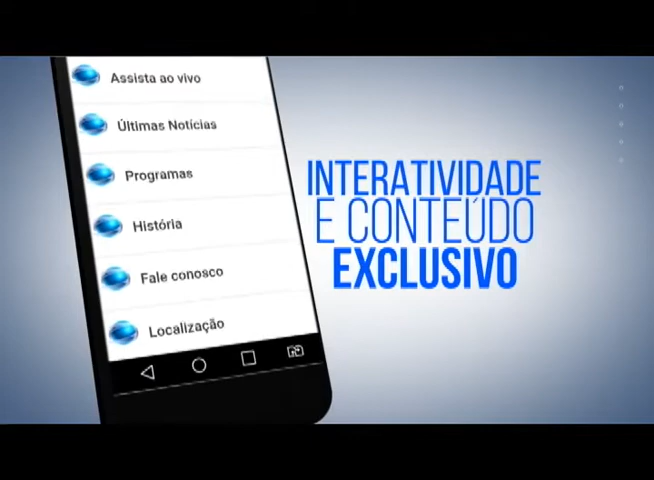 Assista ao vivo
Últimas Notícias
Programas
História
Fale conosco
Localização
INTERATIVIDADE
E CONTEÚDO
EXCLUSIVO